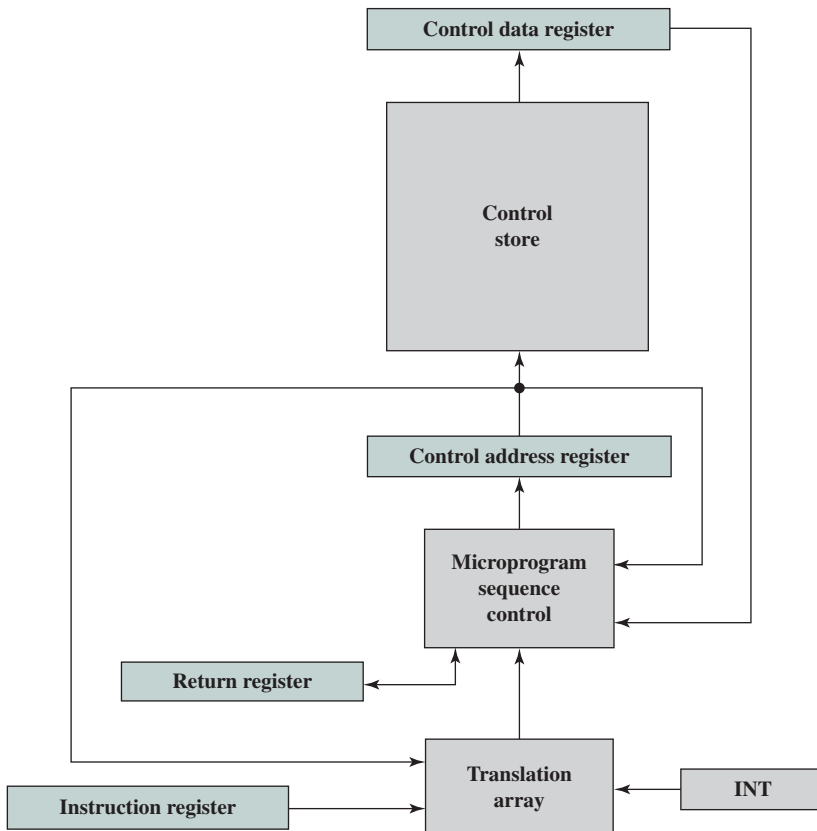 Control data register
Control
store
Control address register
Microprogram
sequence
control
Return register
Translation
array
INT
Instruction register